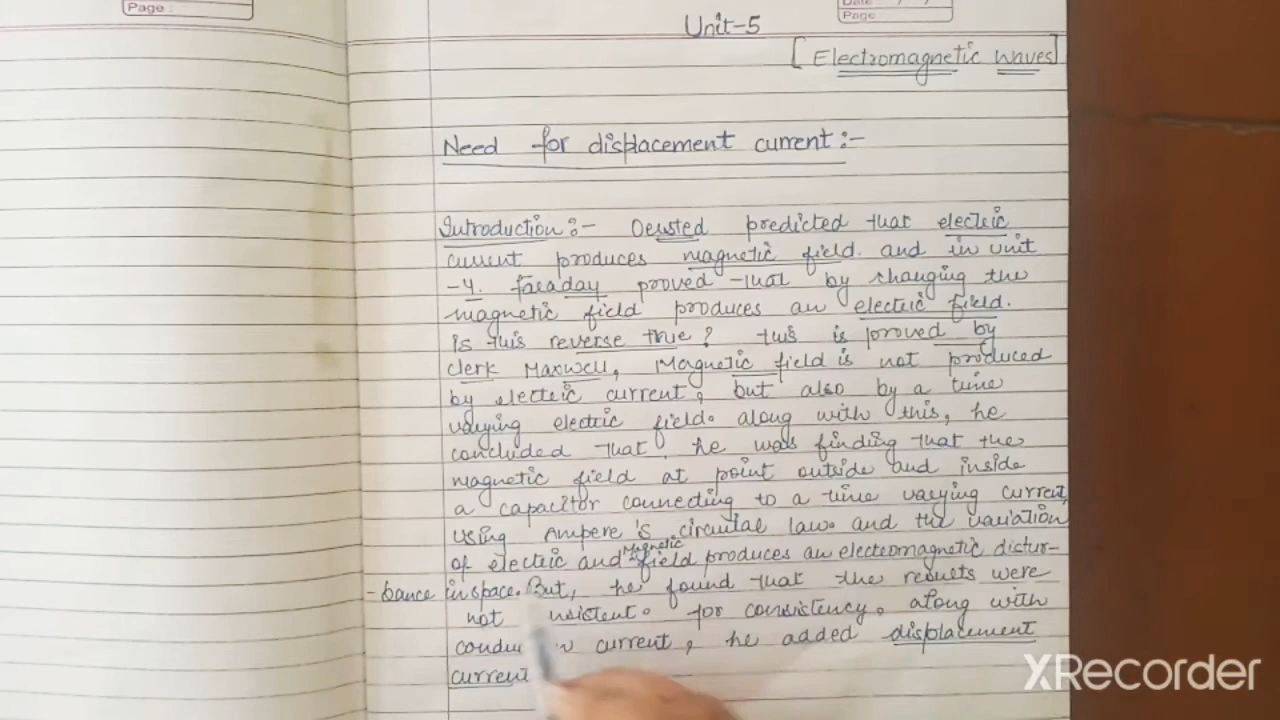 Page :
Date / /
Page
Unit-5
[Electromagnetic Waves]
Need for displacement current:-
Introduction:- Oersted predicted that electric
current produces magnetic field. and in unit
-4. faraday proved that by changing the
magnetic field produces an electric field.
Is this reverse true? This is proved by
clerk Maxwell, Magnetic field is not produced
by electric current, but also by a time
varying electric field. along with this, he
concluded that, he was finding that the
magnetic field at point outside and inside
a capacitor connecting to a time varying current,
using Ampere's circuital law. and the variation
of electric and Magnetic field produces an electromagnetic distur-
-bance in space. But, he found that the results were
not nsistent. for consistency. along with
condu n current, he added displacement
current
XRecorder